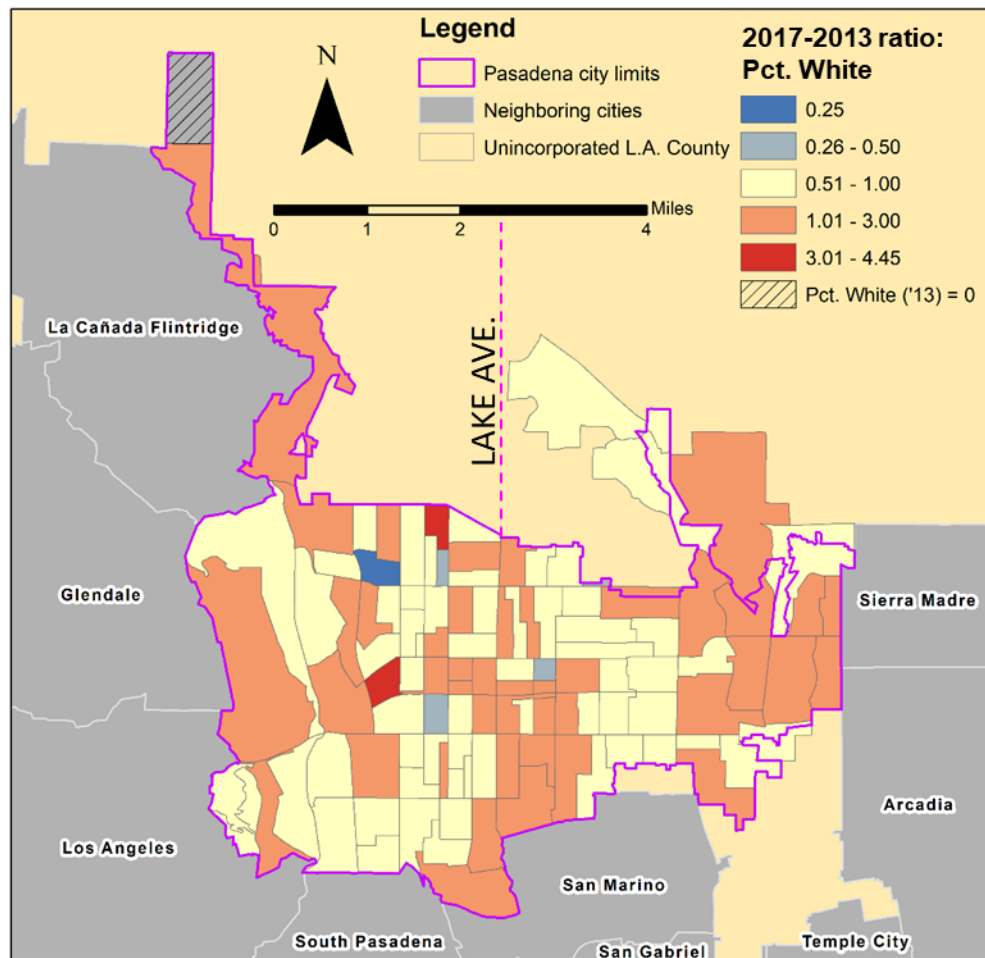 Legend
N
Pasadena city limits
Neighboring cities
Unincorporated L.A. County
2017-2013 ratio:
Pct. White
0.25
0.26 - 0.50
0.51 - 1.00
1.01 - 3.00
3.01 - 4.45
Pct. White ('13) = 0
Miles
0 1 2 4
LAKE AVE.
La Cañada Flintridge
Glendale
Sierra Madre
Los Angeles
Arcadia
San Marino
South Pasadena
San Gabriel
Temple City